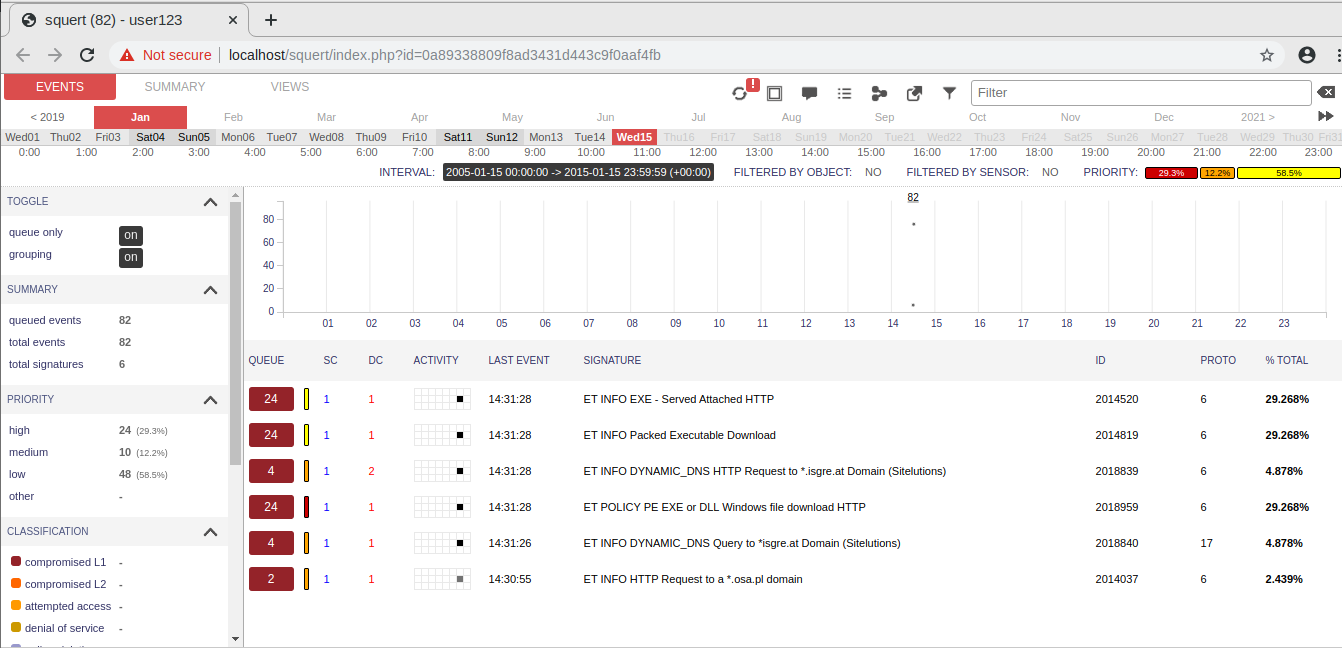 squert (82) - user123
Not secure localhost/squert/index.php?id=0a89338809f8ad3431d443c9f0aaf4fb
EVENTS SUMMARY VIEWS ! Filter
< 2019 Jan Feb Mar Apr May Jun Jul Aug Sep Oct Nov Dec 2021 >
Wed01 Thu02 Fri03 Sat04 Sun05 Mon06 Tue07 Wed08 Thu09 Fri10 Sat11 Sun12 Mon13 Tue14 Wed15 Thu16 Fri17 Sat18 Sun19 Mon20 Tue21 Wed22 Thu23 Fri24 Sat25 Sun26 Mon27 Tue28 Wed29 Thu30 Fri31
0:00 1:00 2:00 3:00 4:00 5:00 6:00 7:00 8:00 9:00 10:00 11:00 12:00 13:00 14:00 15:00 16:00 17:00 18:00 19:00 20:00 21:00 22:00 23:00
INTERVAL: 2005-01-15 00:00:00 -> 2015-01-15 23:59:59 (+00:00) FILTERED BY OBJECT: NO FILTERED BY SENSOR: NO PRIORITY: 29.3% 12.2% 58.5%
TOGGLE
queue only on
grouping on
SUMMARY
queued events 82
total events 82
total signatures 6
PRIORITY
high 24 (29.3%)
medium 10 (12.2%)
low 48 (58.5%)
other -
CLASSIFICATION
compromised L1 -
compromised L2 -
attempted access -
denial of service -
82
80
60
40
20
0
01 02 03 04 05 06 07 08 09 10 11 12 13 14 15 16 17 18 19 20 21 22 23
QUEUE SC DC ACTIVITY LAST EVENT SIGNATURE ID PROTO % TOTAL
24 1 1 14:31:28 ET INFO EXE - Served Attached HTTP 2014520 6 29.268%
24 1 1 14:31:28 ET INFO Packed Executable Download 2014819 6 29.268%
4 1 2 14:31:28 ET INFO DYNAMIC_DNS HTTP Request to *.isgre.at Domain (Sitelutions) 2018839 6 4.878%
24 1 1 14:31:28 ET POLICY PE EXE or DLL Windows file download HTTP 2018959 6 29.268%
4 1 1 14:31:26 ET INFO DYNAMIC_DNS Query to *isgre.at Domain (Sitelutions) 2018840 17 4.878%
2 1 1 14:30:55 ET INFO HTTP Request to a *.osa.pl domain 2014037 6 2.439%